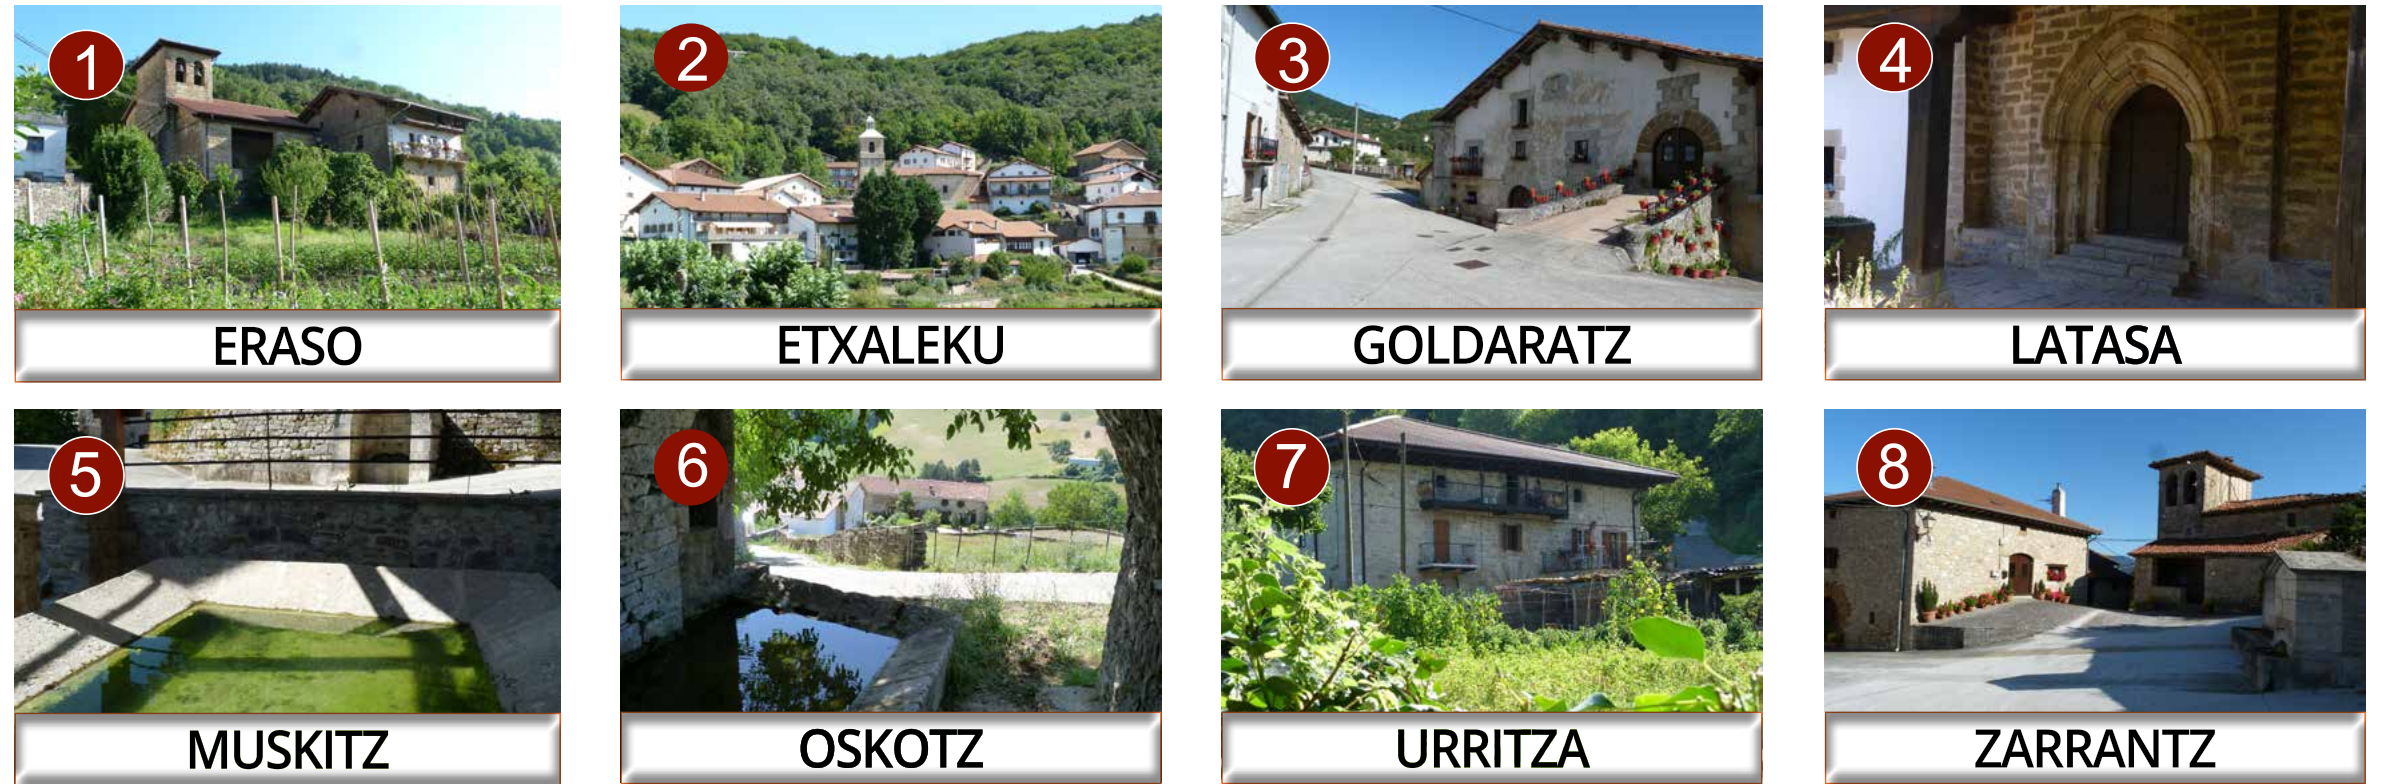 1
ERASO
2
ETXALEKU
3
GOLDARATZ
4
LATASA
5
MUSKITZ
6
OSKOTZ
7
URRITZA
8
ZARRANTZ